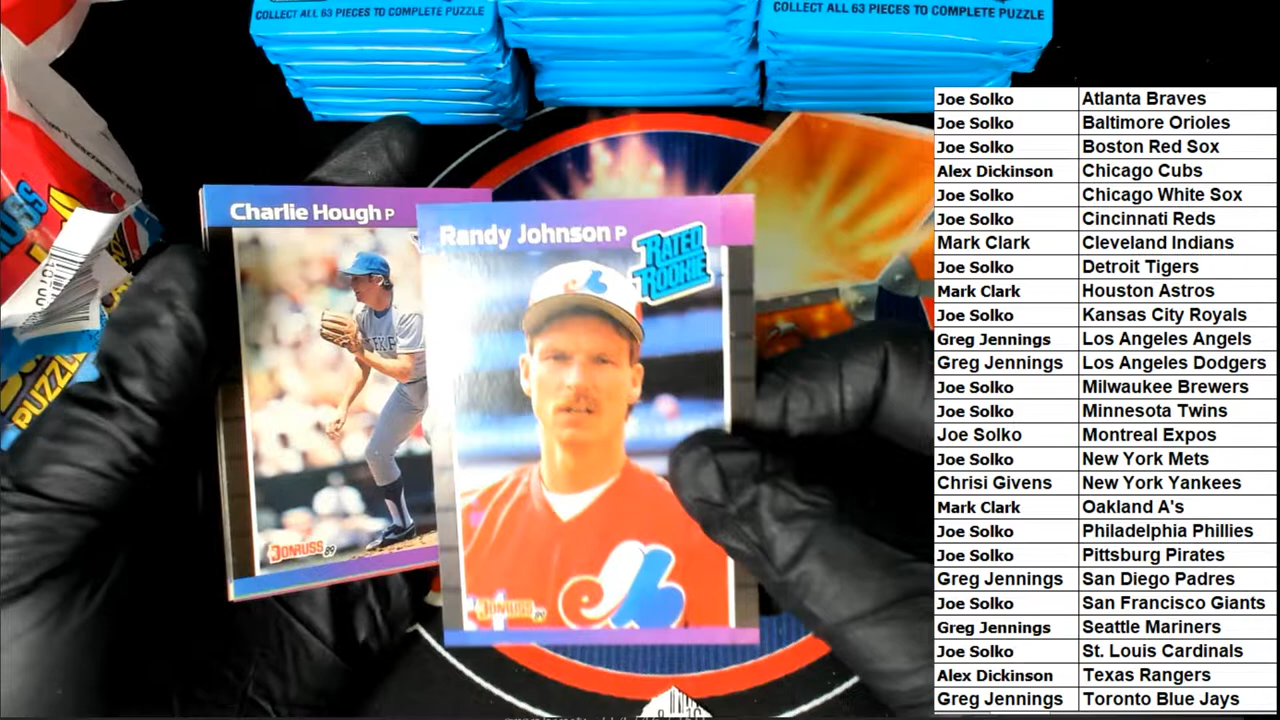 COLLECT ALL 63 PIECES TO COMPLETE PUZZLE
COLLECT ALL 63 PIECES TO COMPLETE PUZZLE
Charlie Hough P
DONRUSS 89
Randy Johnson P
RATED
ROOKIE
DONRUSS 89
PUZZLE
Joe Solko Atlanta Braves
Joe Solko Baltimore Orioles
Joe Solko Boston Red Sox
Alex Dickinson Chicago Cubs
Joe Solko Chicago White Sox
Joe Solko Cincinnati Reds
Mark Clark Cleveland Indians
Joe Solko Detroit Tigers
Mark Clark Houston Astros
Joe Solko Kansas City Royals
Greg Jennings Los Angeles Angels
Greg Jennings Los Angeles Dodgers
Joe Solko Milwaukee Brewers
Joe Solko Minnesota Twins
Joe Solko Montreal Expos
Joe Solko New York Mets
Chrisi Givens New York Yankees
Mark Clark Oakland A's
Joe Solko Philadelphia Phillies
Joe Solko Pittsburg Pirates
Greg Jennings San Diego Padres
Joe Solko San Francisco Giants
Greg Jennings Seattle Mariners
Joe Solko St. Louis Cardinals
Alex Dickinson Texas Rangers
Greg Jennings Toronto Blue Jays